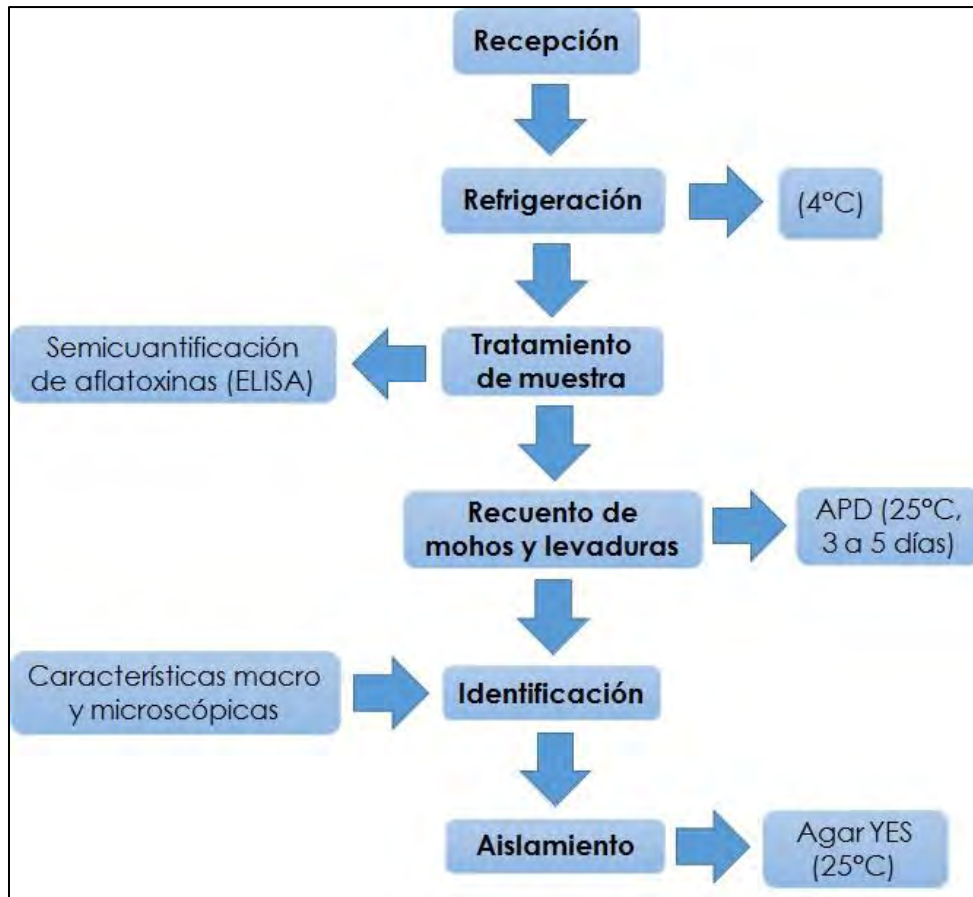 Recepción
Refrigeración
(4°C)
Semicuantificación
de aflatoxinas (ELISA)
Tratamiento
de muestra
Recuento de
mohos y levaduras
APD (25°C,
3 a 5 días)
Características macro
y microscópicas
Identificación
Aislamiento
Agar YES
(25°C)